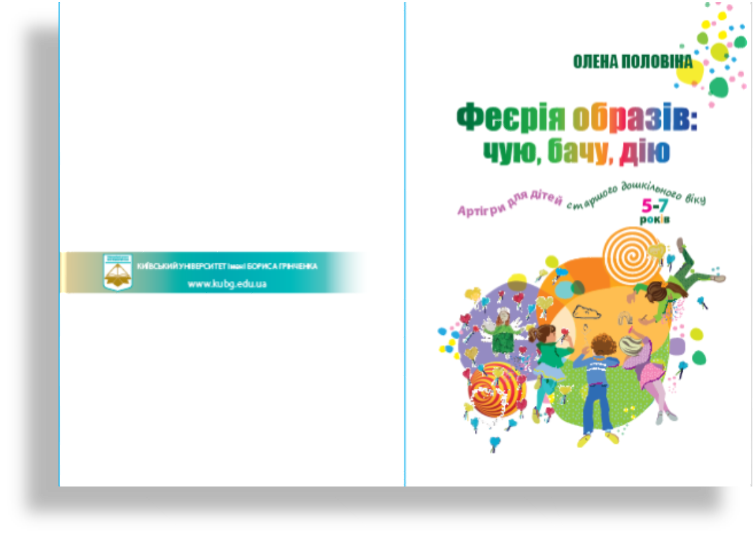 КИЇВСЬКИЙ УНІВЕРСИТЕТ імені БОРИСА ГРІНЧЕНКА
www.kubg.edu.ua
ОЛЕНА ПОЛОВІНА
Феєрія образів:
чую, бачу, дію
Артігри для дітей старшого дошкільного віку
5-7
років